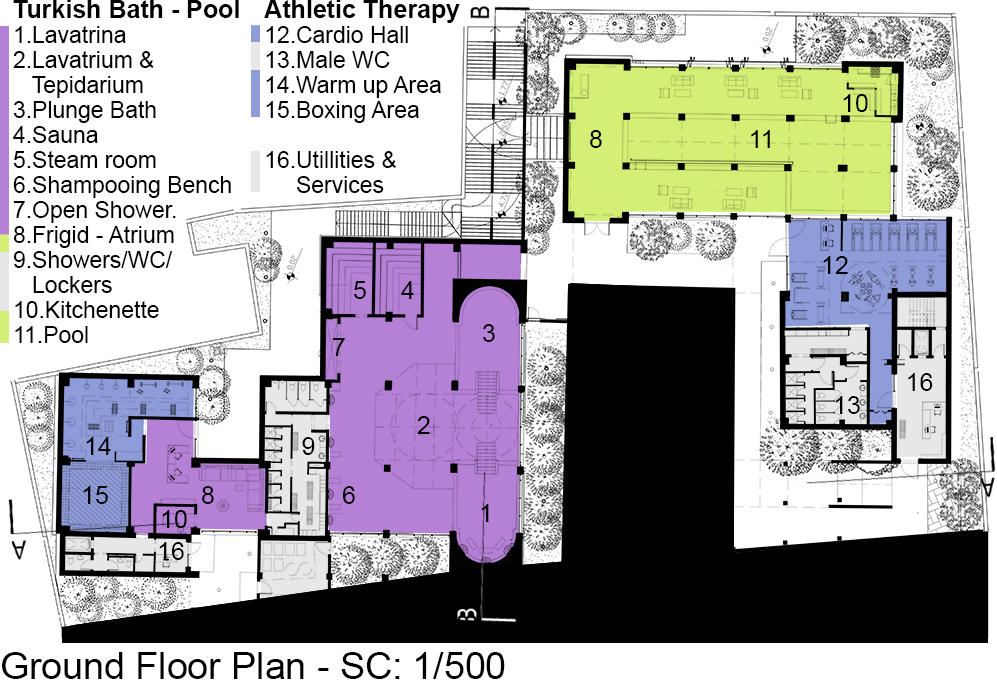 Turkish Bath - Pool
1.Lavatrina
2.Lavatrium &
Tepidarium
3.Plunge Bath
4.Sauna
5.Steam room
6.Shampooing Bench
7.Open Shower.
8.Frigid - Atrium
9.Showers/WC/
Lockers
10.Kitchenette
11.Pool
Athletic Therapy
12.Cardio Hall
13.Male WC
14.Warm up Area
15.Boxing Area
16.Utillities &
Services
B
0.02
10
8
11
0.02
12
5
4
3
7
16
13
2
9
14
15
8
6
10
1
16
A
A
B
Ground Floor Plan - SC: 1/500